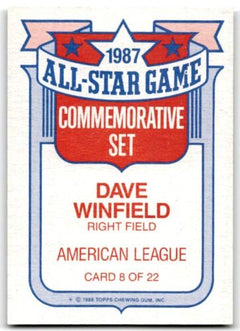 1987
ALL-STAR GAME
COMMEMORATIVE
SET
DAVE
WINFIELD
RIGHT FIELD
AMERICAN LEAGUE
CARD 8 OF 22
* © 1988 TOPPS CHEWING GUM, INC.